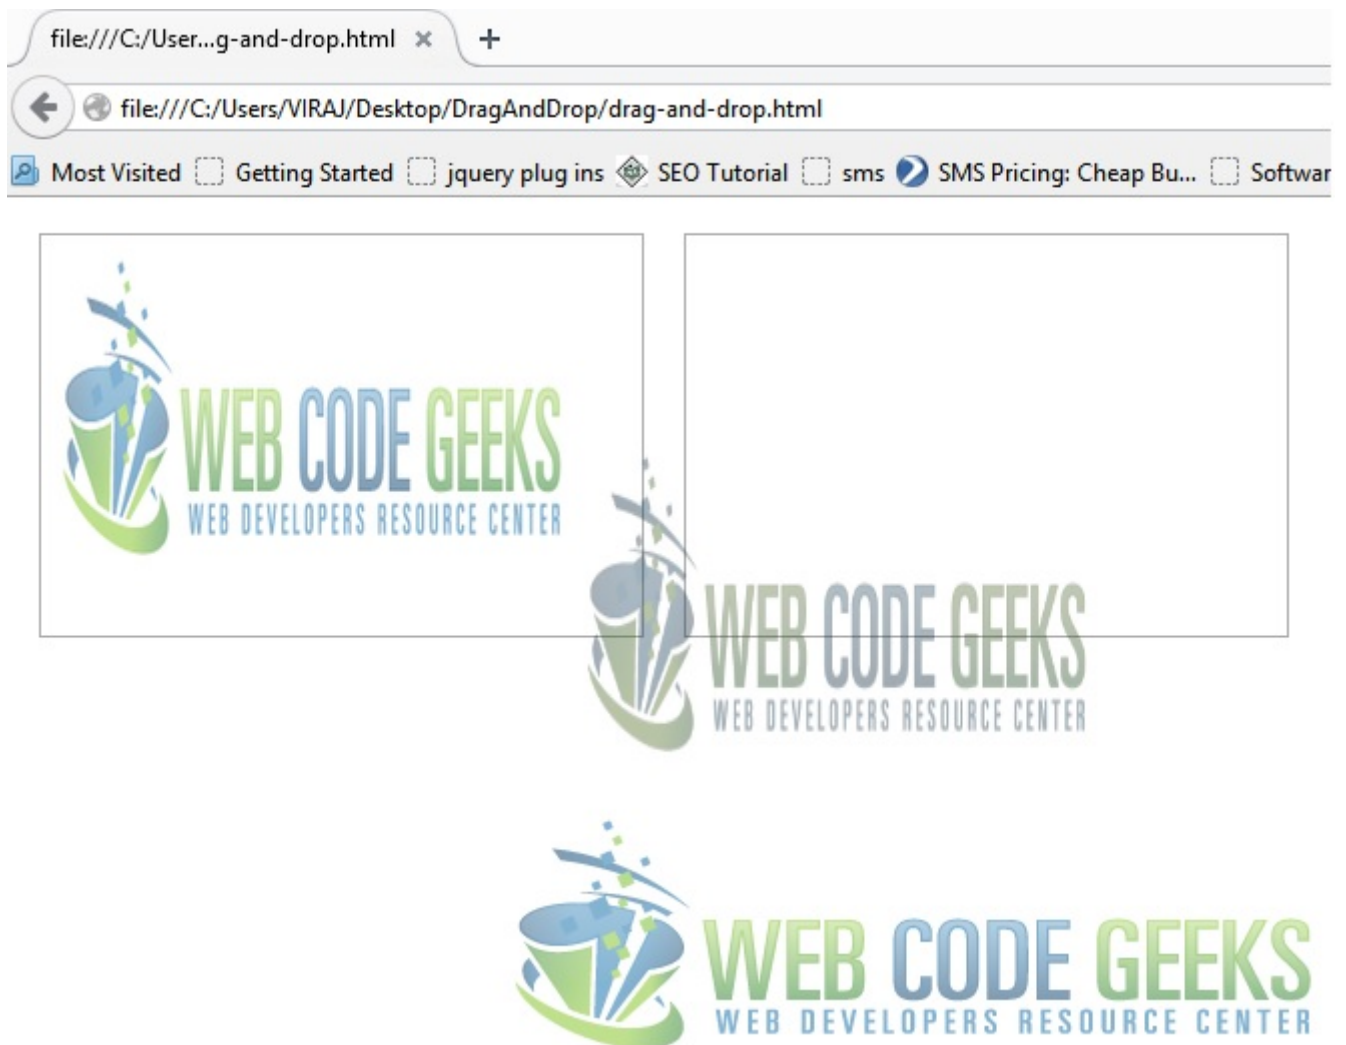 file:///C:/User...g-and-drop.html
file:///C:/Users/VIRAJ/Desktop/DragAndDrop/drag-and-drop.html
Most Visited Getting Started jquery plug ins SEO Tutorial sms SMS Pricing: Cheap Bu... Softwar
WEB CODE GEEKS
WEB DEVELOPERS RESOURCE CENTER
WEB CODE GEEKS
WEB DEVELOPERS RESOURCE CENTER
WEB CODE GEEKS
WEB DEVELOPERS RESOURCE CENTER